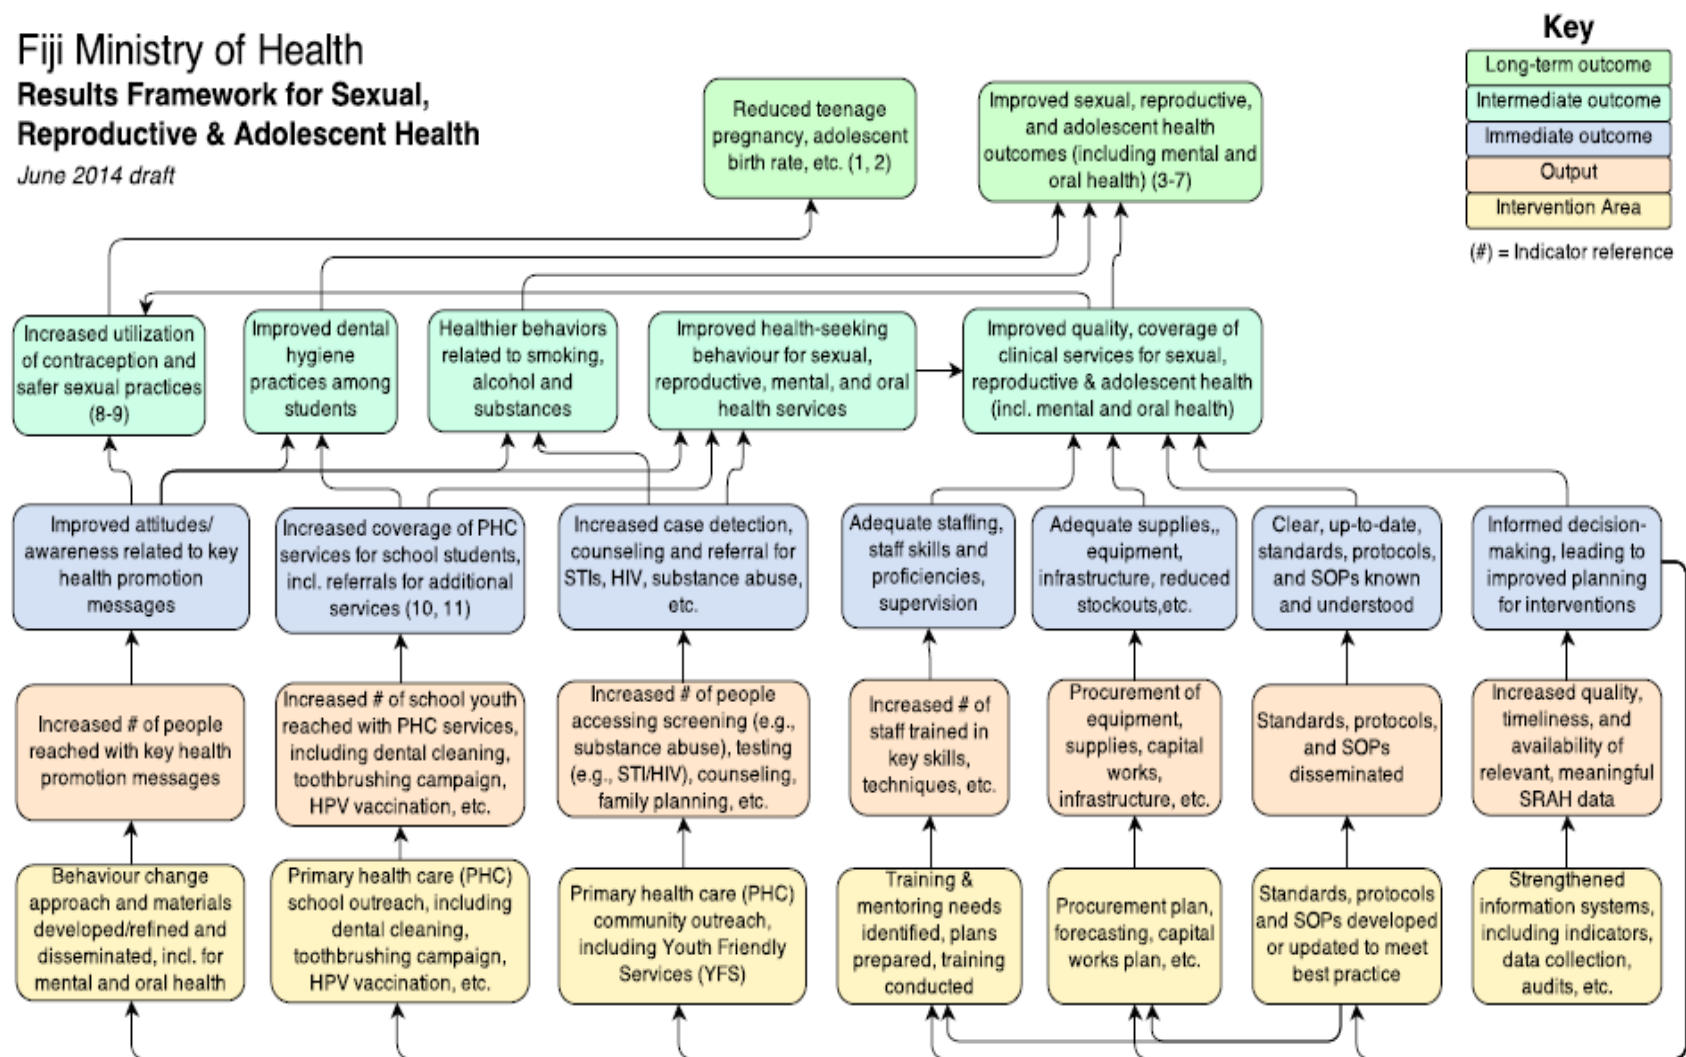 Fiji Ministry of Health
Results Framework for Sexual,
Reproductive & Adolescent Health
June 2014 draft
Key
Long-term outcome
Intermediate outcome
Immediate outcome
Output
Intervention Area
(#) = Indicator reference
Reduced teenage
pregnancy, adolescent
birth rate, etc. (1, 2)
Improved sexual, reproductive,
and adolescent health
outcomes (including mental and
oral health) (3-7)
Increased utilization
of contraception and
safer sexual practices
(8-9)
Improved dental
hygiene
practices among
students
Healthier behaviors
related to smoking,
alcohol and
substances
Improved health-seeking
behaviour for sexual,
reproductive, mental, and oral
health services
Improved quality, coverage of
clinical services for sexual,
reproductive & adolescent health
(incl. mental and oral health)
Improved attitudes/
awareness related to key
health promotion
messages
Increased coverage of PHC
services for school students,
incl. referrals for additional
services (10, 11)
Increased case detection,
counseling and referral for
STIs, HIV, substance abuse,
etc.
Adequate staffing,
staff skills and
proficiencies,
supervision
Adequate supplies,,
equipment,
infrastructure, reduced
stockouts,etc.
Clear, up-to-date,
standards, protocols,
and SOPs known
and understood
Informed decision-
making, leading to
improved planning
for interventions
Increased # of people
reached with key health
promotion messages
Increased # of school youth
reached with PHC services,
including dental cleaning,
toothbrushing campaign,
HPV vaccination, etc.
Increased # of people
accessing screening (e.g.,
substance abuse), testing
(e.g., STI/HIV), counseling,
family planning, etc.
Increased # of
staff trained in
key skills,
techniques, etc.
Procurement of
equipment,
supplies, capital
works,
infrastructure, etc.
Standards, protocols,
and SOPs
disseminated
Increased quality,
timeliness, and
availability of
relevant, meaningful
SRAH data
Behaviour change
approach and materials
developed/refined and
disseminated, incl. for
mental and oral health
Primary health care (PHC)
school outreach, including
dental cleaning,
toothbrushing campaign,
HPV vaccination, etc.
Primary health care (PHC)
community outreach,
including Youth Friendly
Services (YFS)
Training &
mentoring needs
identified, plans
prepared, training
conducted
Procurement plan,
forecasting, capital
works plan, etc.
Standards, protocols
and SOPs developed
or updated to meet
best practice
Strengthened
information systems,
including indicators,
data collection,
audits, etc.